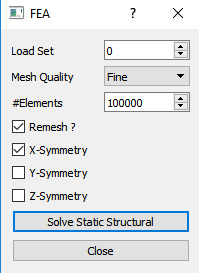 FEA ?
Load Set 0
Mesh Quality Fine
#Elements 100000
Remesh ?
X-Symmetry
Y-Symmetry
Z-Symmetry
Solve Static Structural
Close